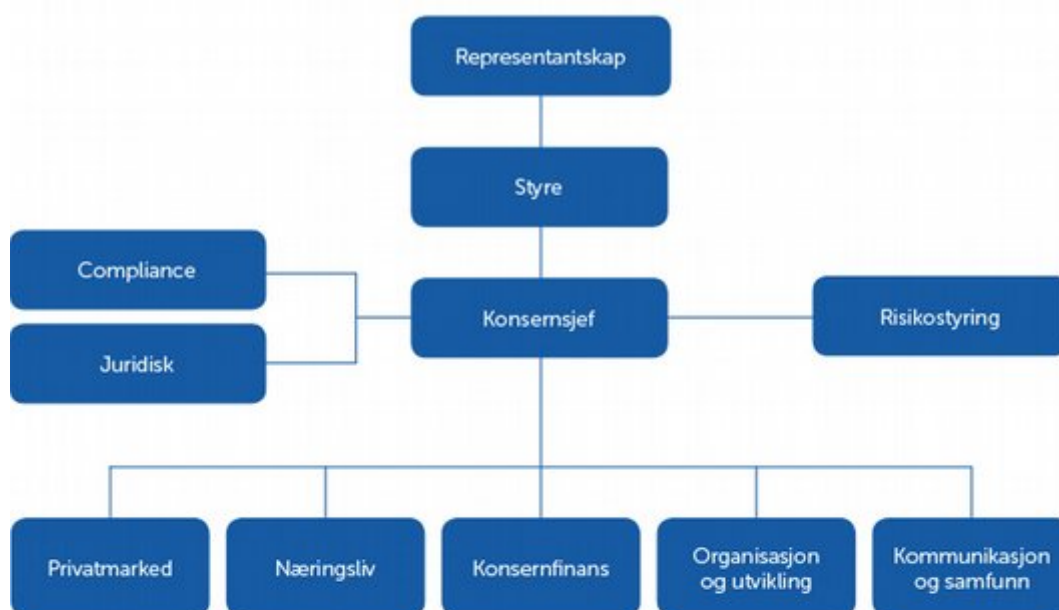 Representantskap
Styre
Compliance
Konsernsjef
Risikostyring
Juridisk
Privatmarked
Næringsliv
Konsernfinans
Organisasjon
og utvikling
Kommunikasjon
og samfunn